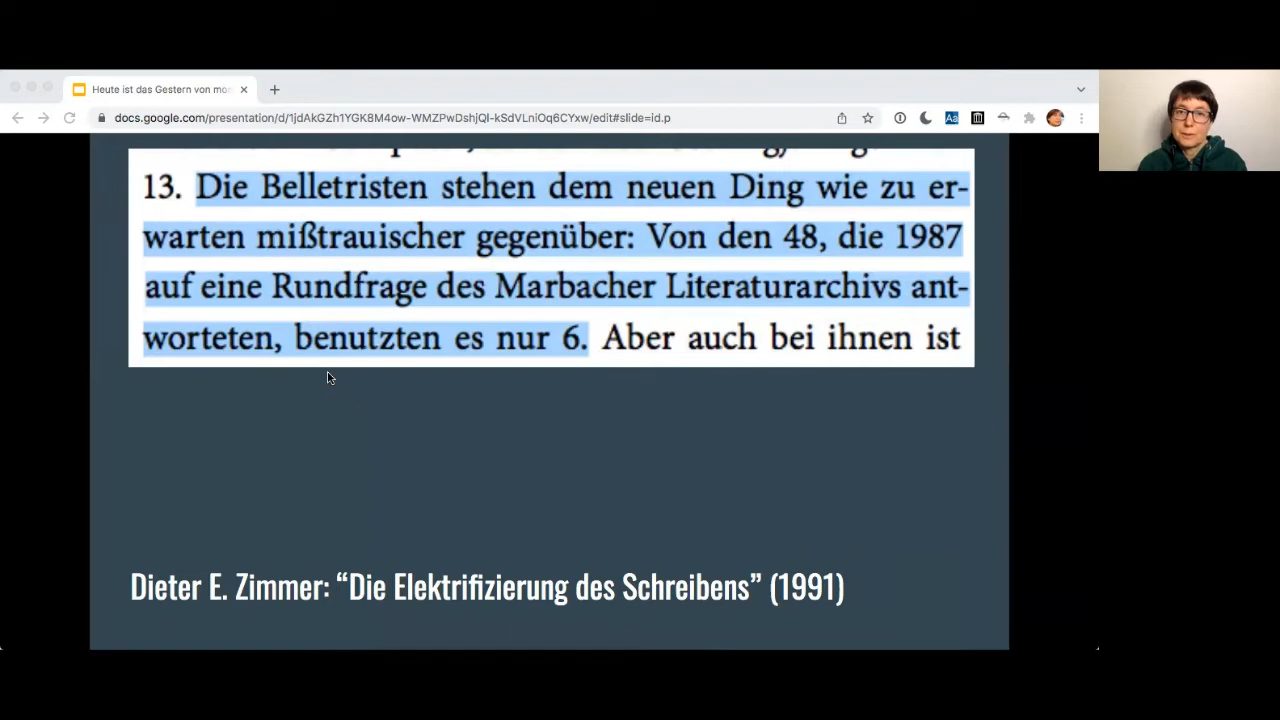 Heute ist das Gestern von mor
docs.google.com/presentation/d/1jdAkGZh1YGK8M4ow-WMZPwDshjDJ-kSdVLniOq6CYxw/edit#slide=id.p
13. Die Belletristen stehen dem neuen Ding wie zu er-
warten mißtrauischer gegenüber: Von den 48, die 1987
auf eine Rundfrage des Marbacher Literaturarchivs ant-
worteten, benutzten es nur 6. Aber auch bei ihnen ist
Dieter E. Zimmer: “Die Elektrifizierung des Schreibens” (1991)